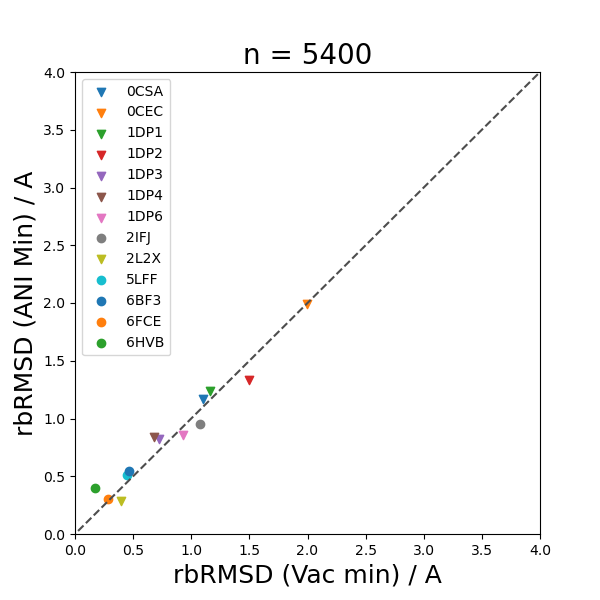 n = 5400
rbRMSD (ANI Min) / A
4.0
3.5
3.0
2.5
2.0
1.5
1.0
0.5
0.0
0CSA
0CEC
1DP1
1DP2
1DP3
1DP4
1DP6
2IFJ
2L2X
5LFF
6BF3
6FCE
6HVB
0.0 0.5 1.0 1.5 2.0 2.5 3.0 3.5 4.0
rbRMSD (Vac min) / A